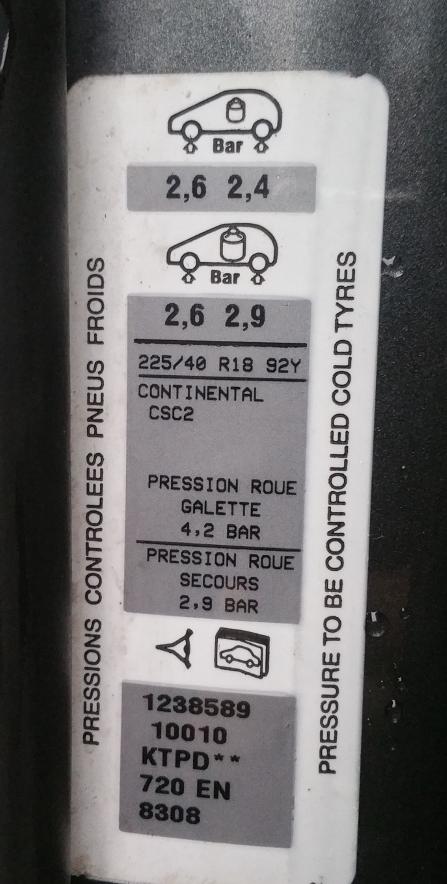 Bar
2,6 2,4
Bar
2,6 2,9
225/40 R18 92Y
CONTINENTAL
CSC2
PRESSION ROUE
GALETTE
4,2 BAR
PRESSION ROUE
SECOURS
2,9 BAR
1238589
10010
KTPD**
720 EN
8308
PRESSIONS CONTROLEES PNEUS FROIDS
PRESSURE TO BE CONTROLLED COLD TYRES